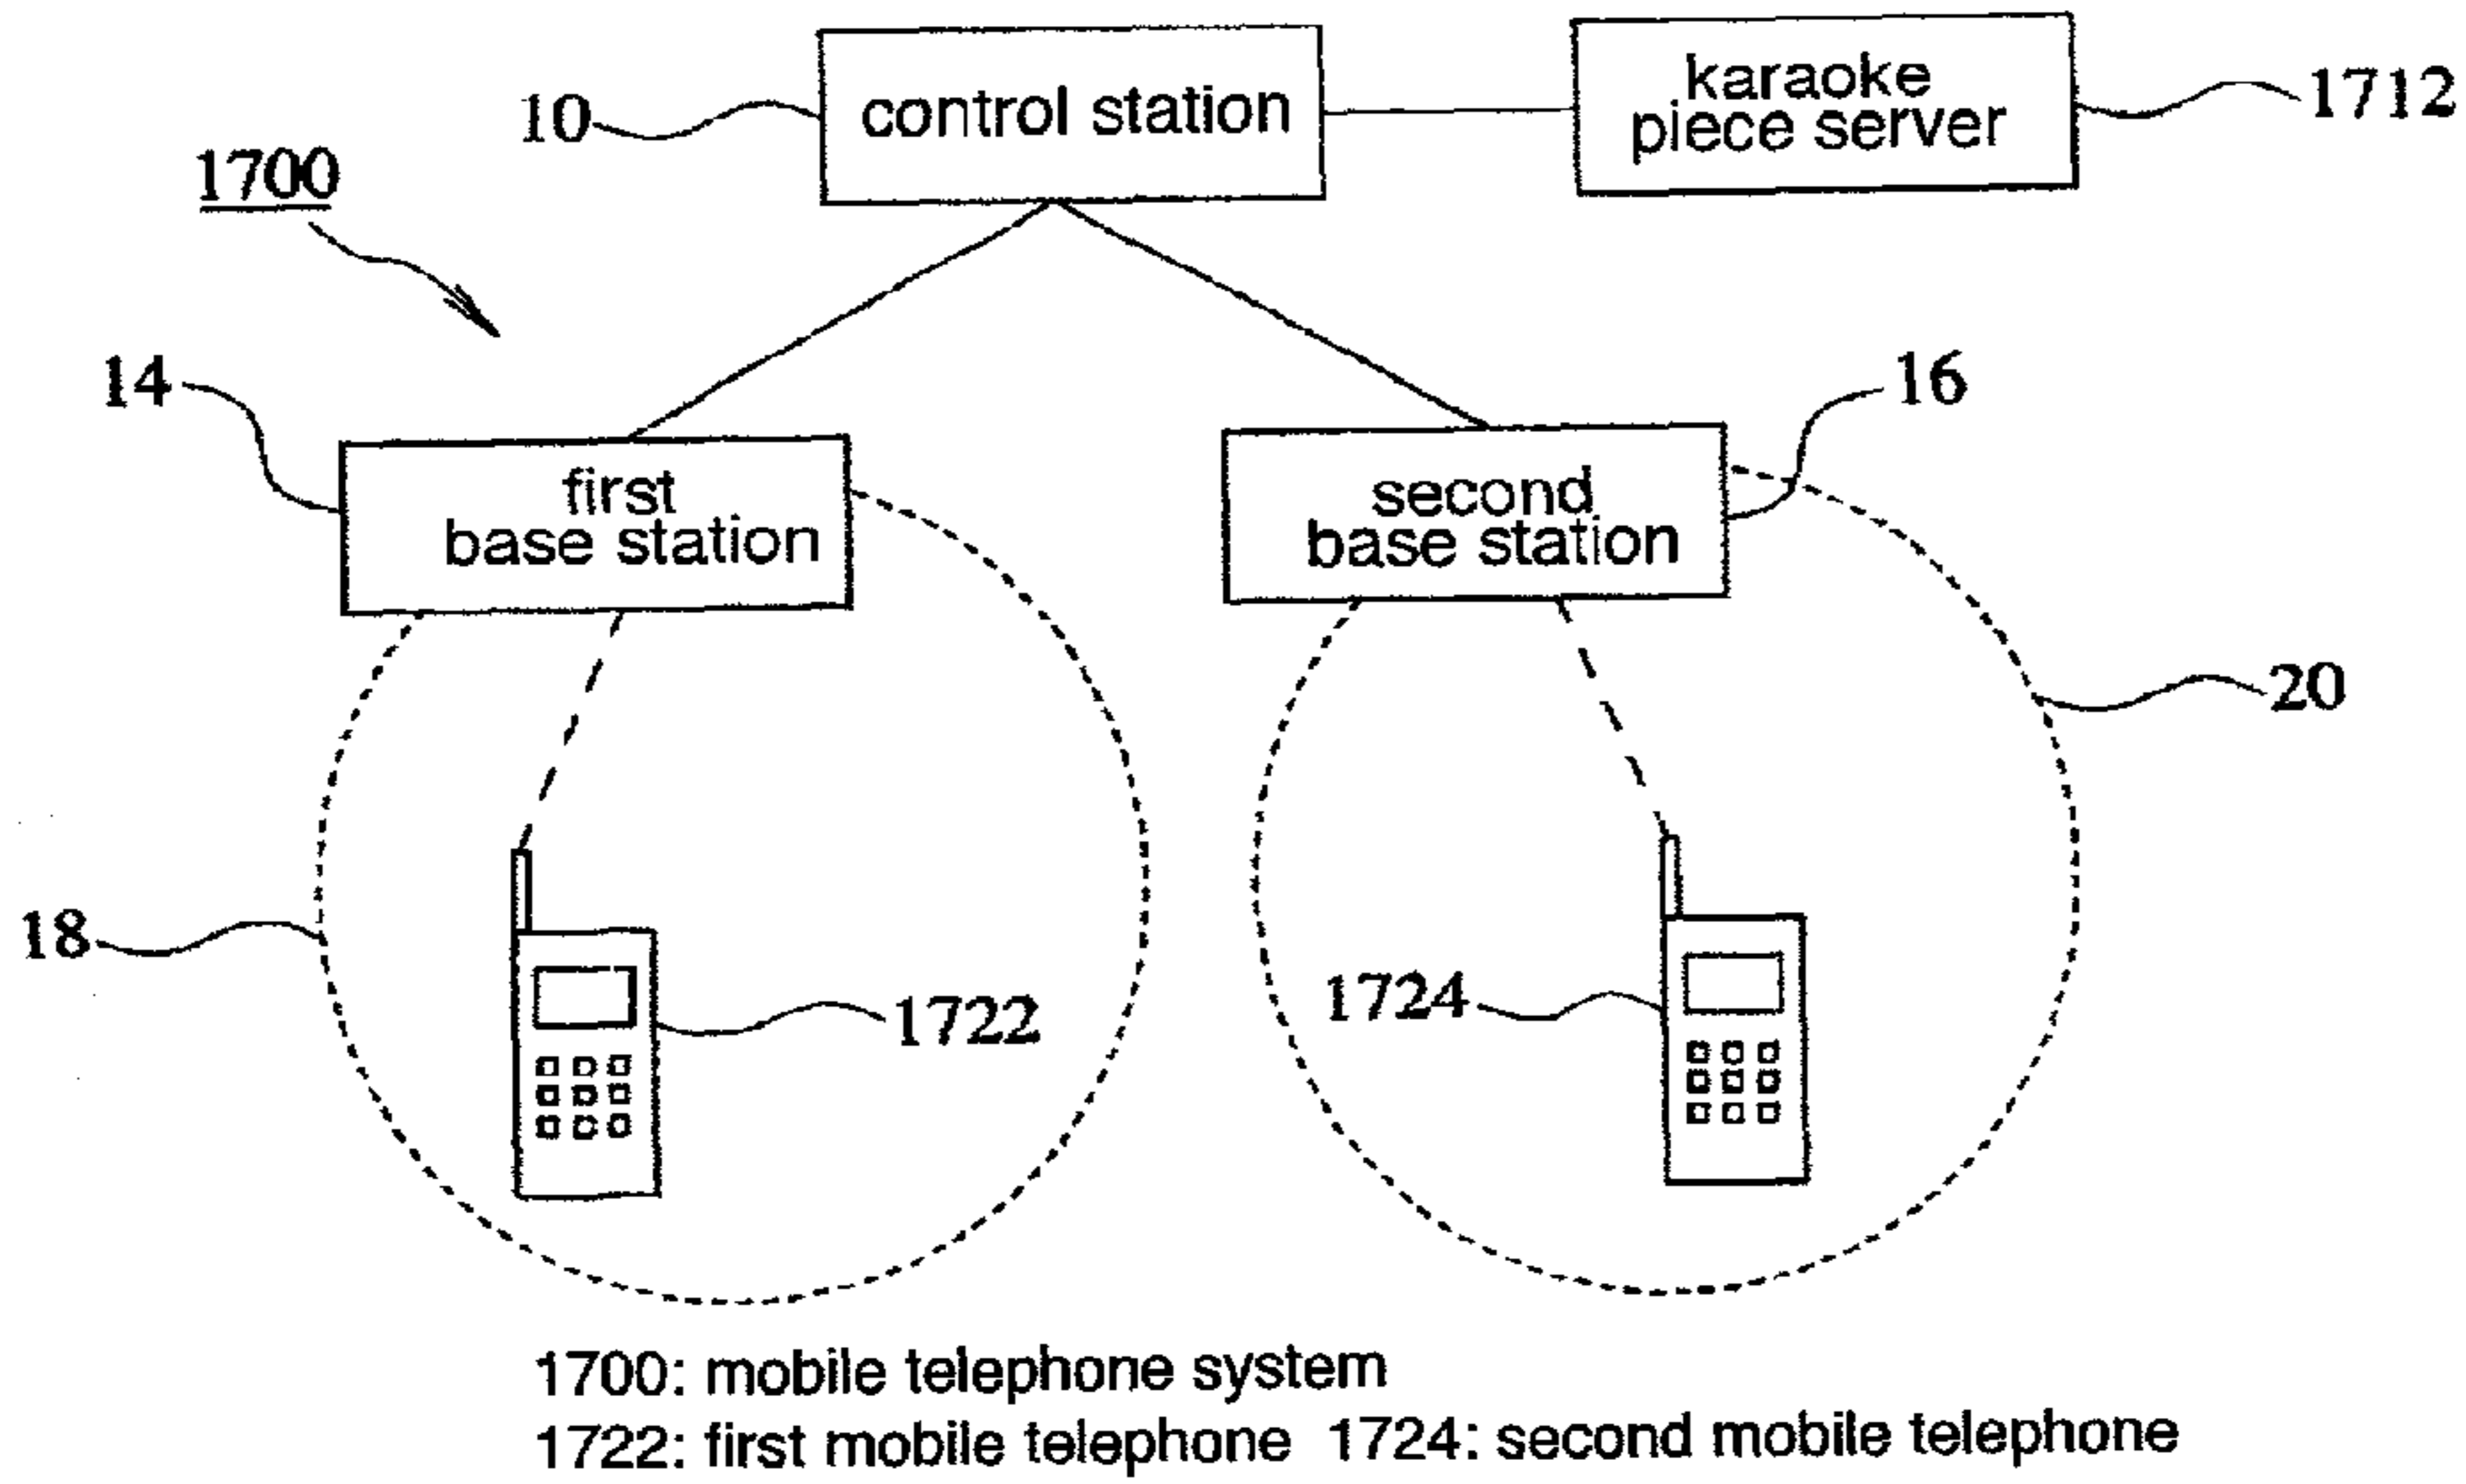 control station
karaoke
piece server
10
1712
1700
14
16
first
base station
second
base station
20
18
1722
1724
1700: mobile telephone system
1722: first mobile telephone 1724: second mobile telephone